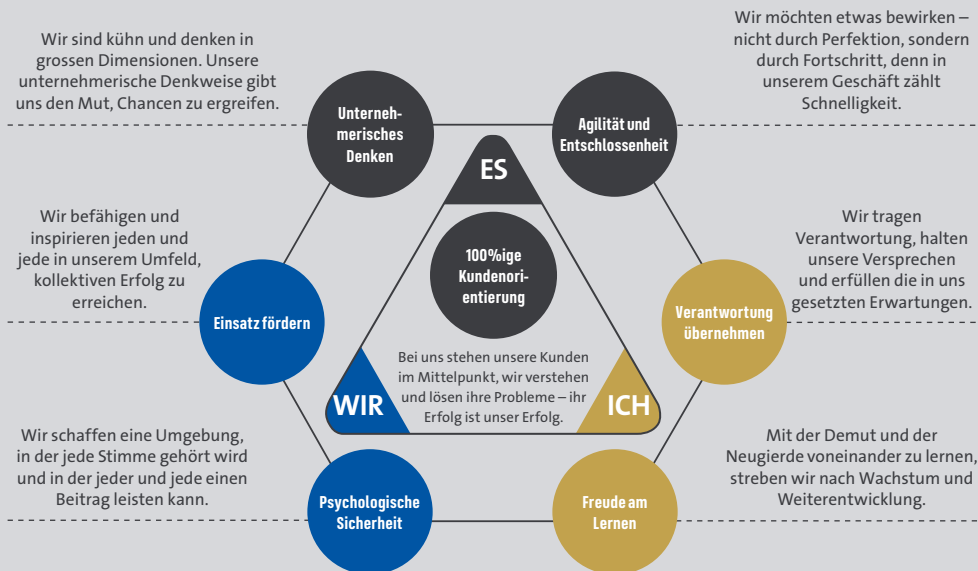 Wir sind kühn und denken in
grossen Dimensionen. Unsere
unternehmerische Denkweise gibt
uns den Mut, Chancen zu ergreifen.
Unterneh-
merisches
Denken
Agilität und
Entschlossenheit
Wir möchten etwas bewirken –
nicht durch Perfektion, sondern
durch Fortschritt, denn in
unserem Geschäft zählt
Schnelligkeit.
ES
100%ige
Kundenori-
entierung
Wir befähigen und
inspirieren jeden und
jede in unserem Umfeld,
kollektiven Erfolg zu
erreichen.
Einsatz fördern
Verantwortung
übernehmen
Wir tragen
Verantwortung, halten
unsere Versprechen
und erfüllen die in uns
gesetzten Erwartungen.
Bei uns stehen unsere Kunden
im Mittelpunkt, wir verstehen
und lösen ihre Probleme – ihr
Erfolg ist unser Erfolg.
WIR
ICH
Wir schaffen eine Umgebung,
in der jede Stimme gehört wird
und in der jeder und jede einen
Beitrag leisten kann.
Psychologische
Sicherheit
Freude am
Lernen
Mit der Demut und der
Neugierde voneinander zu lernen,
streben wir nach Wachstum und
Weiterentwicklung.